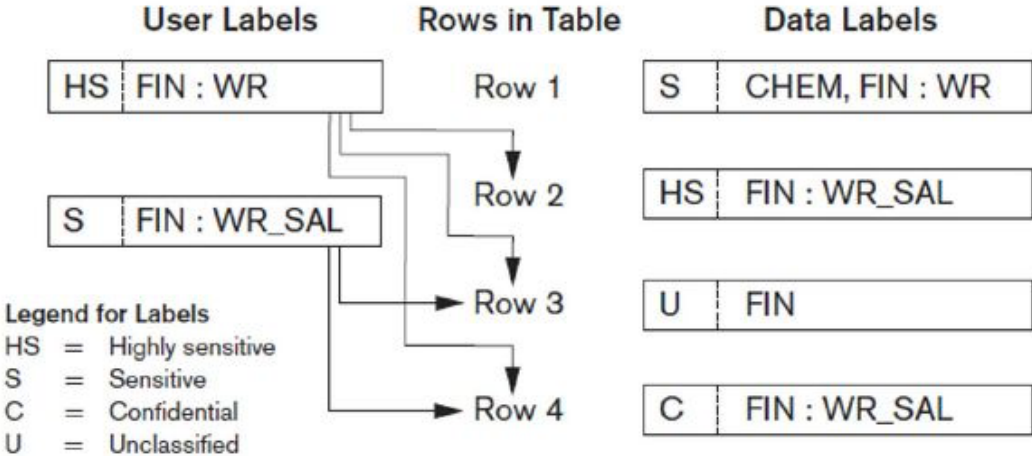 User Labels Rows in Table Data Labels
HS FIN : WR Row 1 S CHEM, FIN : WR
Row 2 HS FIN : WR_SAL
S FIN : WR_SAL
Row 3 U FIN
Legend for Labels
HS = Highly sensitive
S = Sensitive
C = Confidential
U = Unclassified
Row 4 C FIN : WR_SAL